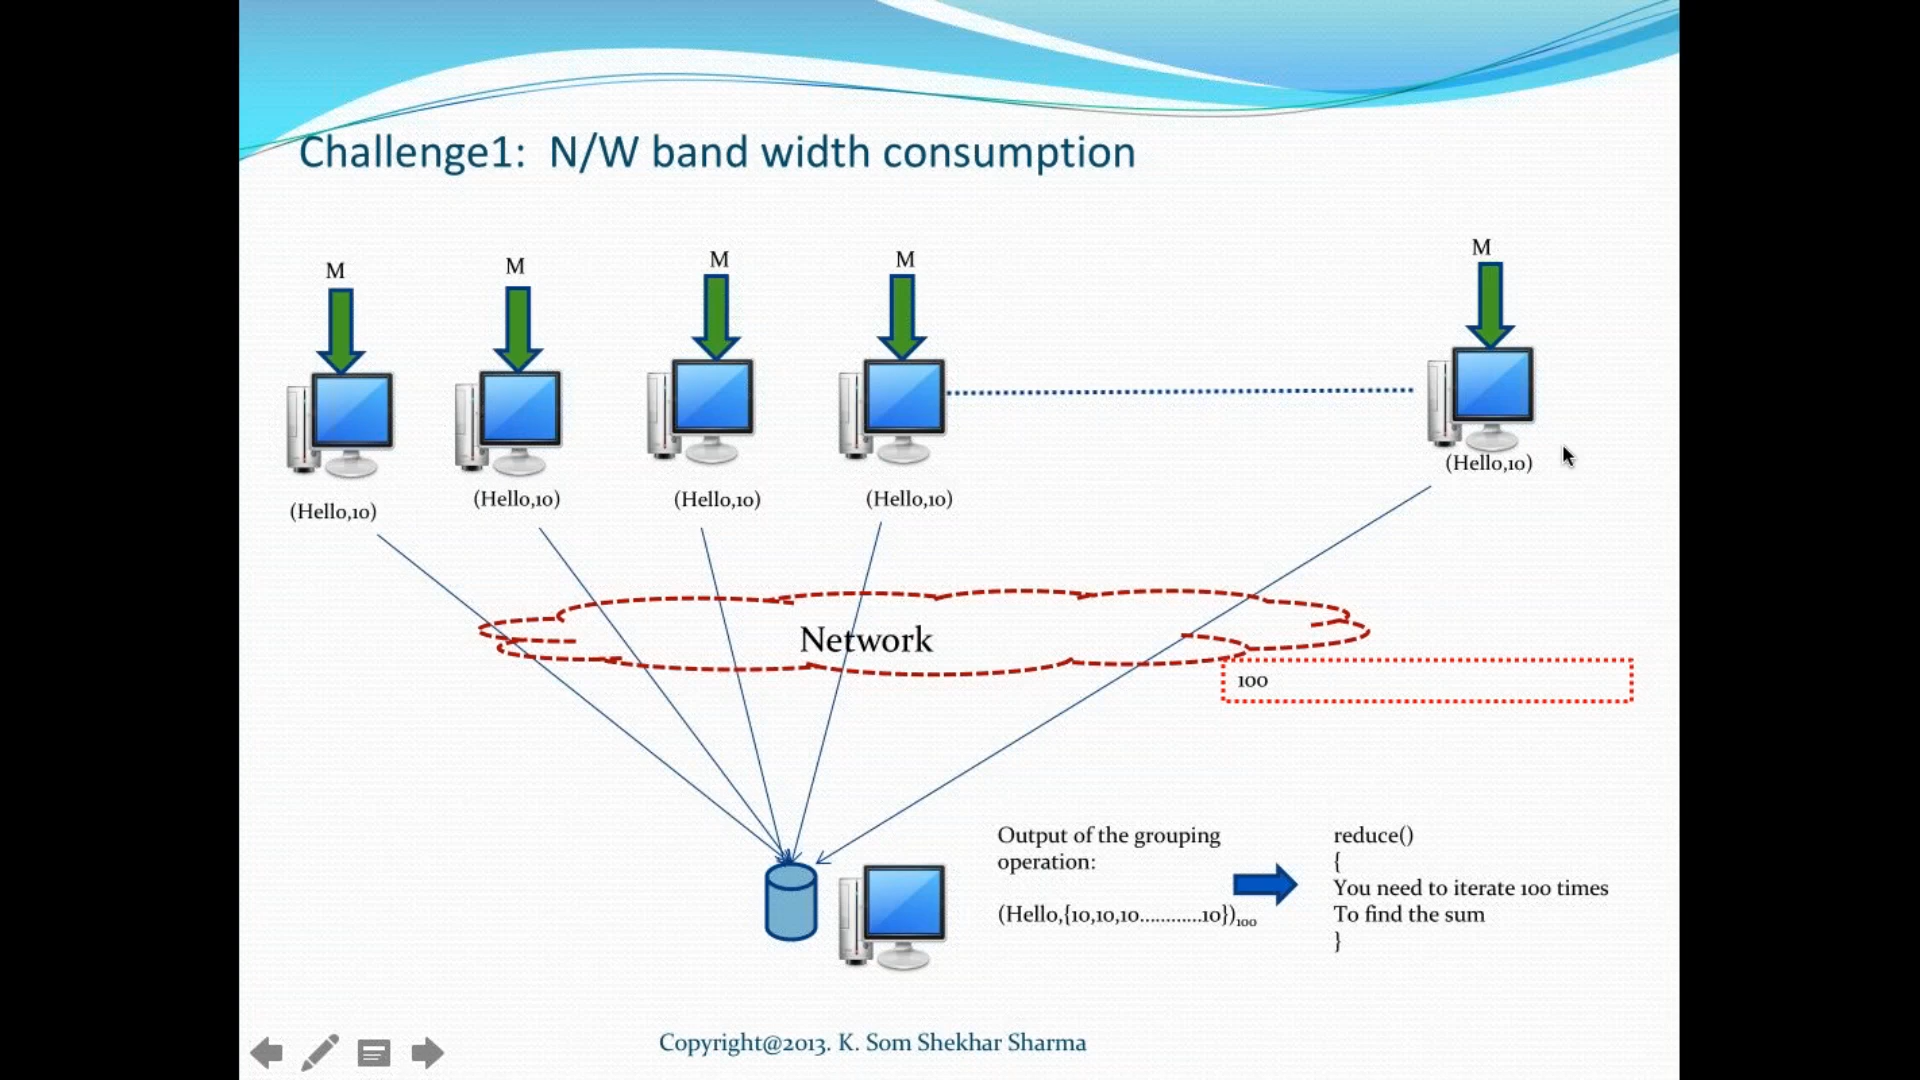 Challenge1:  N/W band width consumption
M
M
M
M
M
(Hello,10)
(Hello,10)
(Hello,10)
(Hello,10)
(Hello,10)
Network
100
Output of the grouping
operation:
(Hello,{10,10,10............10})100
reduce()
{
You need to iterate 100 times
To find the sum
}
Copyright@2013. K. Som Shekhar Sharma